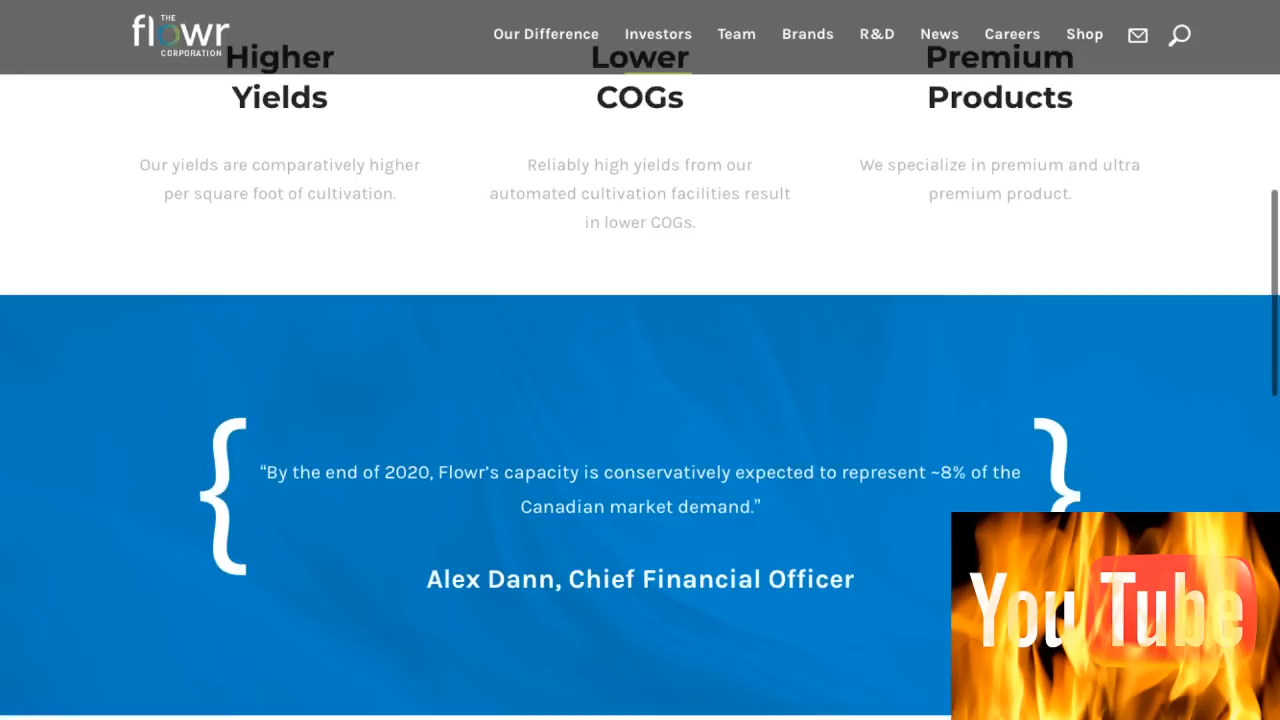 THE
flowr
CORPORATION
Our Difference Investors Team Brands R&D News Careers Shop
Higher
Yields
Our yields are comparatively higher
per square foot of cultivation.
Lower
COGs
Reliably high yields from our
automated cultivation facilities result
in lower COGs.
Premium
Products
We specialize in premium and ultra
premium product.
{ “By the end of 2020, Flowr’s capacity is conservatively expected to represent ~8% of the
Canadian market demand.” }
Alex Dann, Chief Financial Officer
YouTube